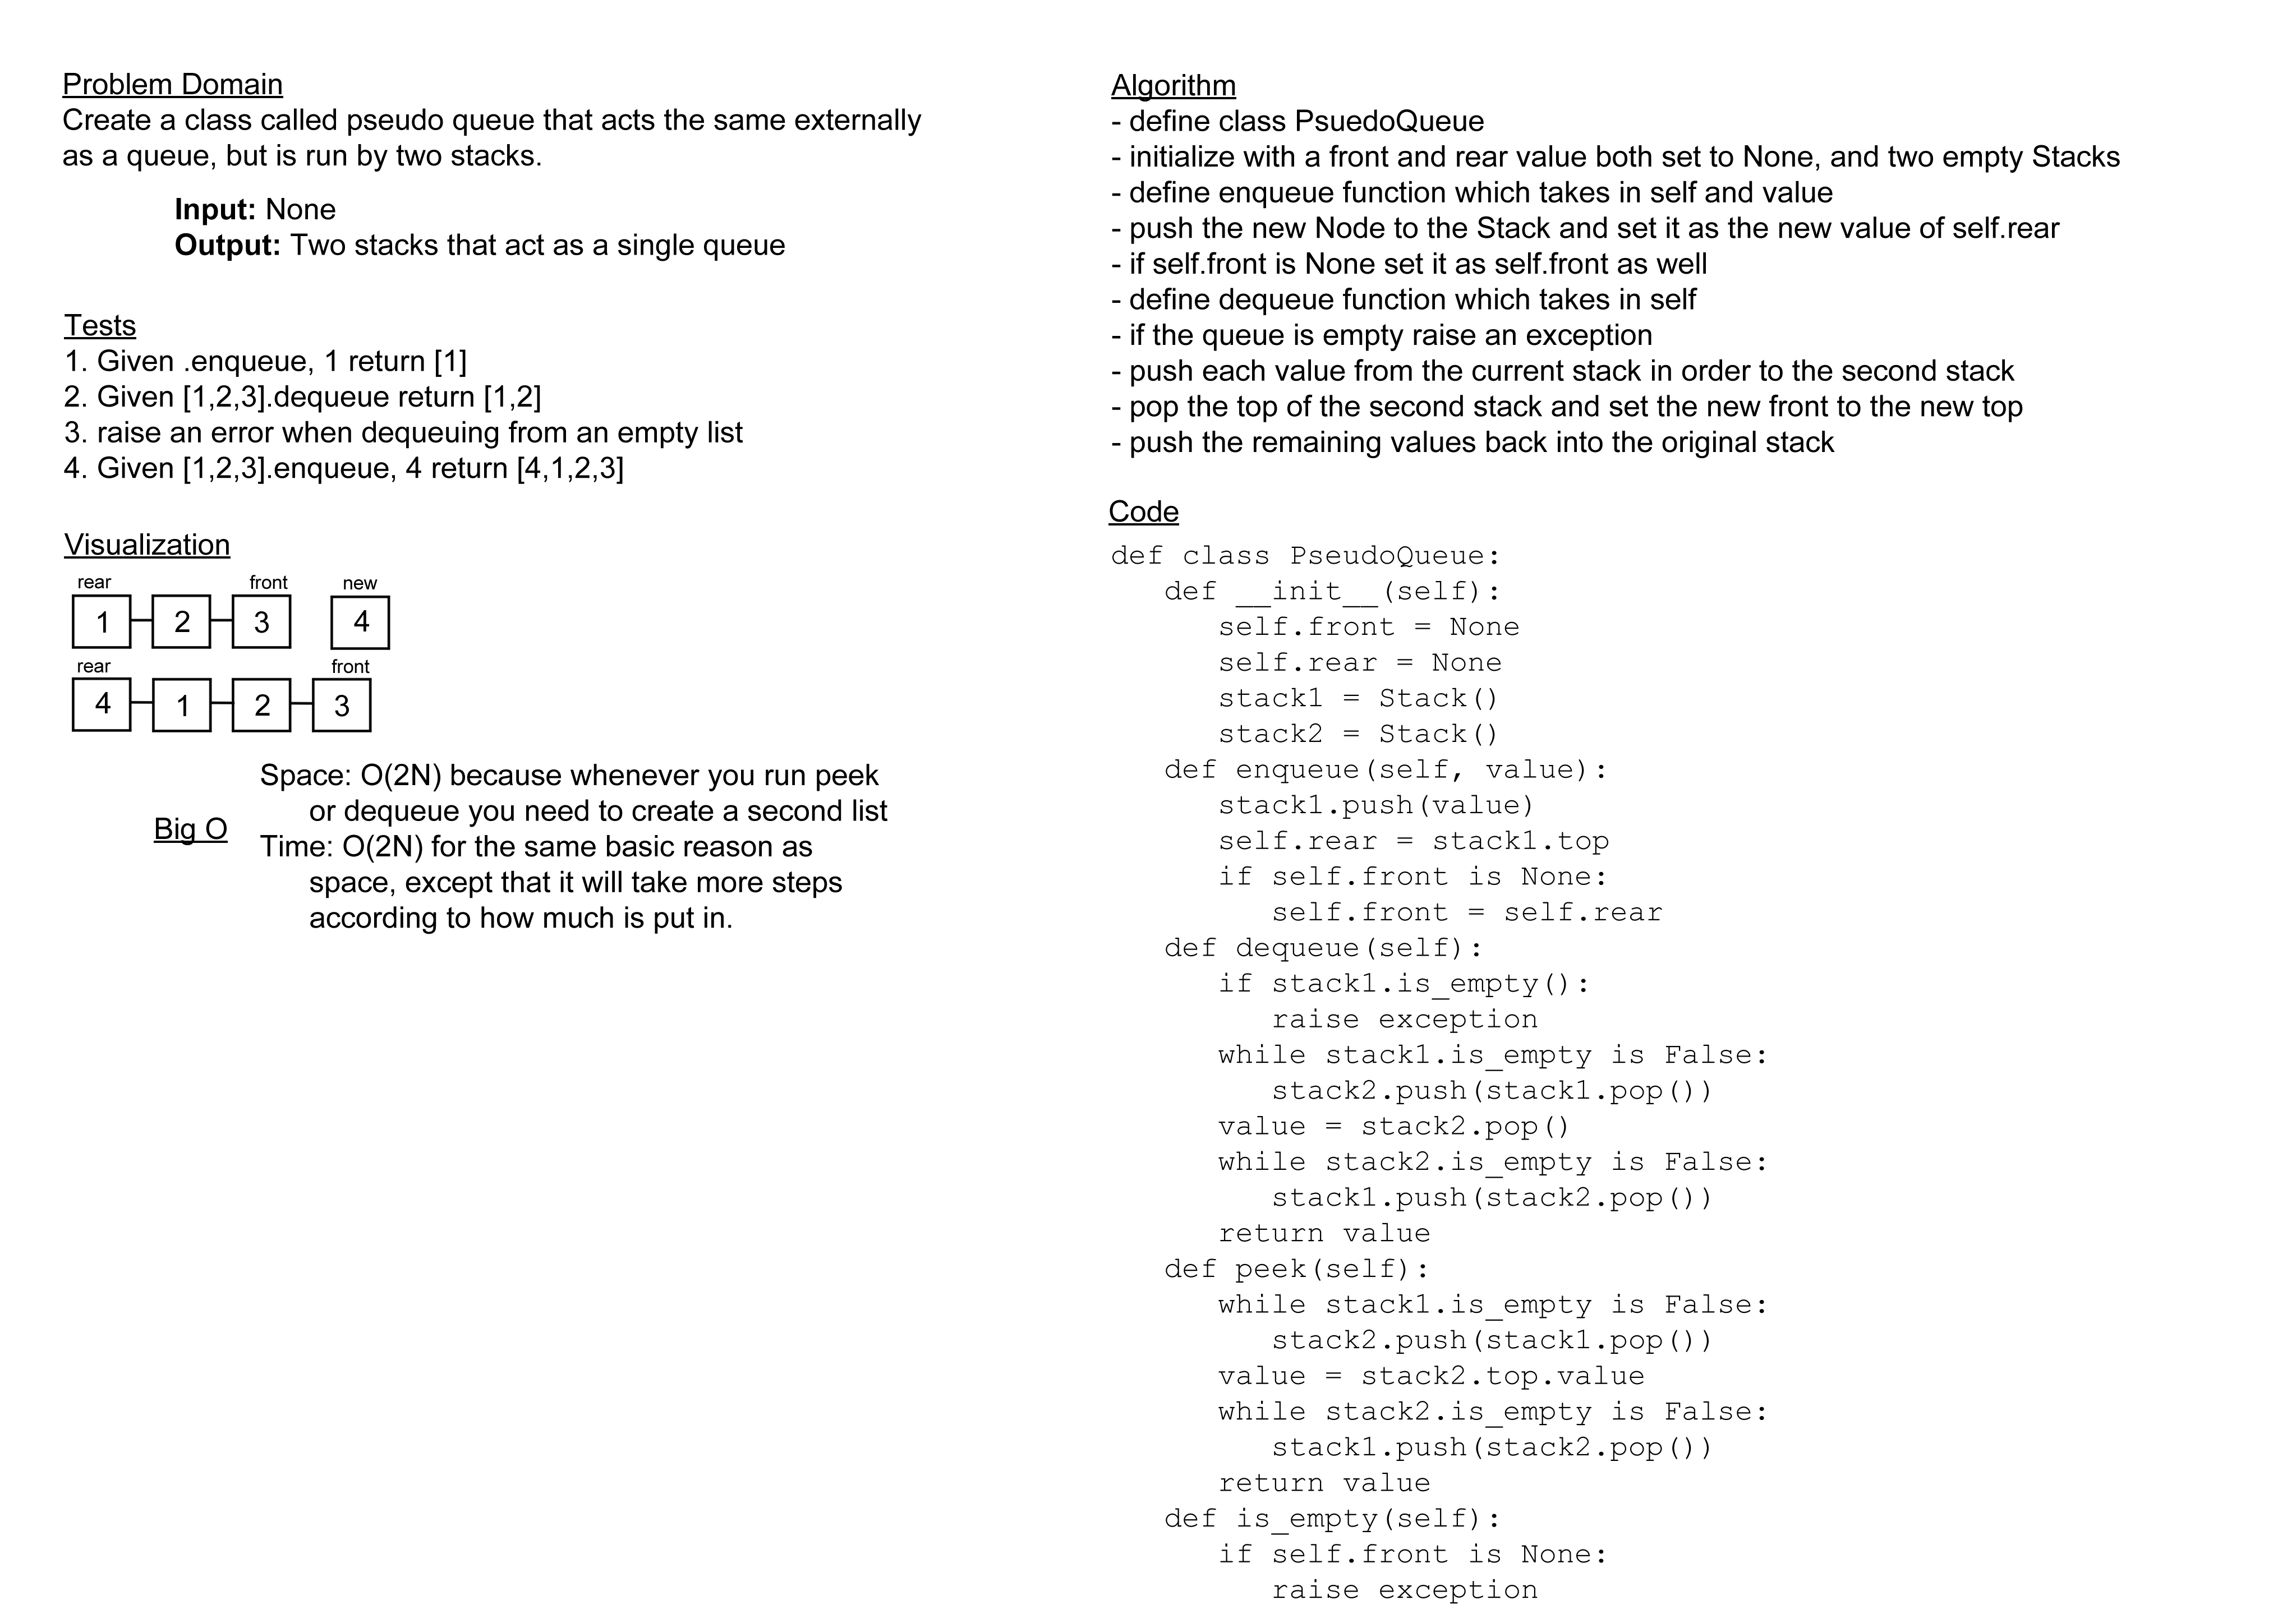 Problem Domain
Create a class called pseudo queue that acts the same externally
as a queue, but is run by two stacks.
Input: None
Output: Two stacks that act as a single queue
Tests
1. Given .enqueue, 1 return [1]
2. Given [1,2,3].dequeue return [1,2]
3. raise an error when dequeuing from an empty list
4. Given [1,2,3].enqueue, 4 return [4,1,2,3]
Visualization
rear front new
1 2 3 4
rear front
4 1 2 3
Big O
Space: O(2N) because whenever you run peek
or dequeue you need to create a second list
Time: O(2N) for the same basic reason as
space, except that it will take more steps
according to how much is put in.
Algorithm
- define class PsuedoQueue
- initialize with a front and rear value both set to None, and two empty Stacks
- define enqueue function which takes in self and value
- push the new Node to the Stack and set it as the new value of self.rear
- if self.front is None set it as self.front as well
- define dequeue function which takes in self
- if the queue is empty raise an exception
- push each value from the current stack in order to the second stack
- pop the top of the second stack and set the new front to the new top
- push the remaining values back into the original stack
Code
def class PseudoQueue:
   def __init__(self):
      self.front = None
      self.rear = None
      stack1 = Stack()
      stack2 = Stack()
   def enqueue(self, value):
      stack1.push(value)
      self.rear = stack1.top
      if self.front is None:
         self.front = self.rear
   def dequeue(self):
      if stack1.is_empty():
         raise exception
      while stack1.is_empty is False:
         stack2.push(stack1.pop())
      value = stack2.pop()
      while stack2.is_empty is False:
         stack1.push(stack2.pop())
      return value
   def peek(self):
      while stack1.is_empty is False:
         stack2.push(stack1.pop())
      value = stack2.top.value
      while stack2.is_empty is False:
         stack1.push(stack2.pop())
      return value
   def is_empty(self):
      if self.front is None:
         raise exception